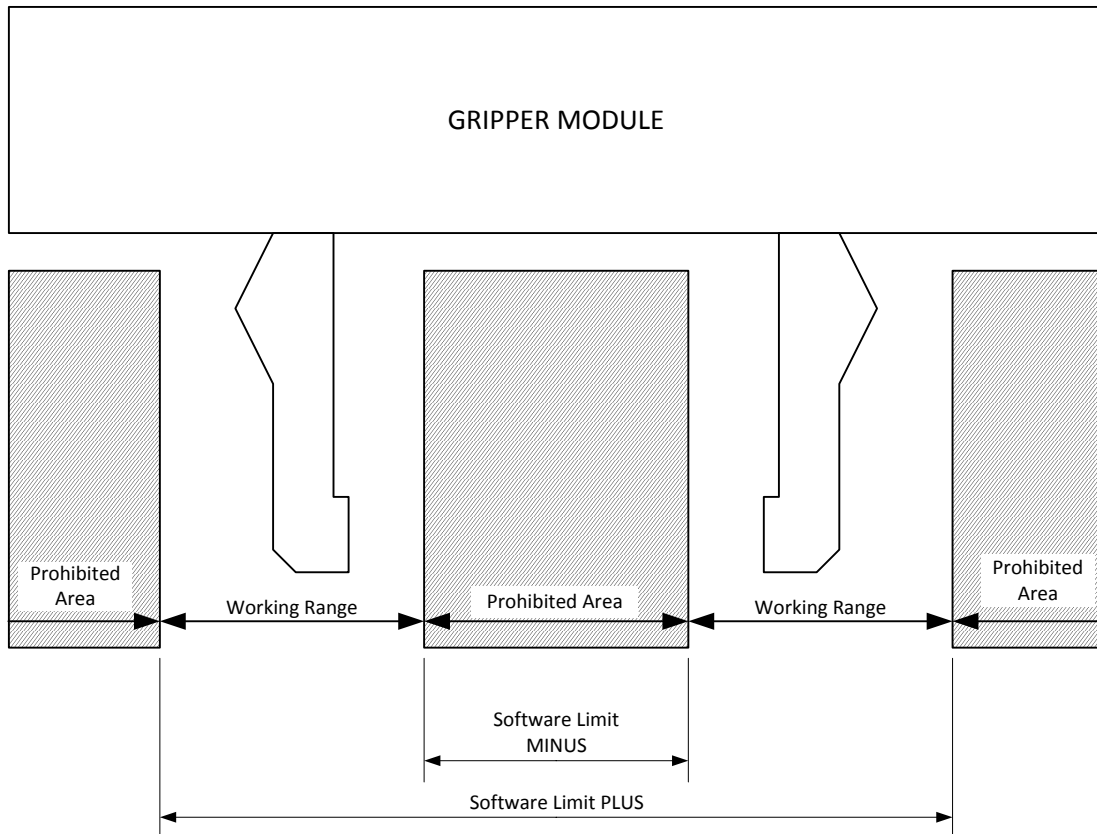 GRIPPER MODULE
Prohibited
Area
Working Range
Prohibited Area
Working Range
Prohibited
Area
Software Limit
MINUS
Software Limit PLUS